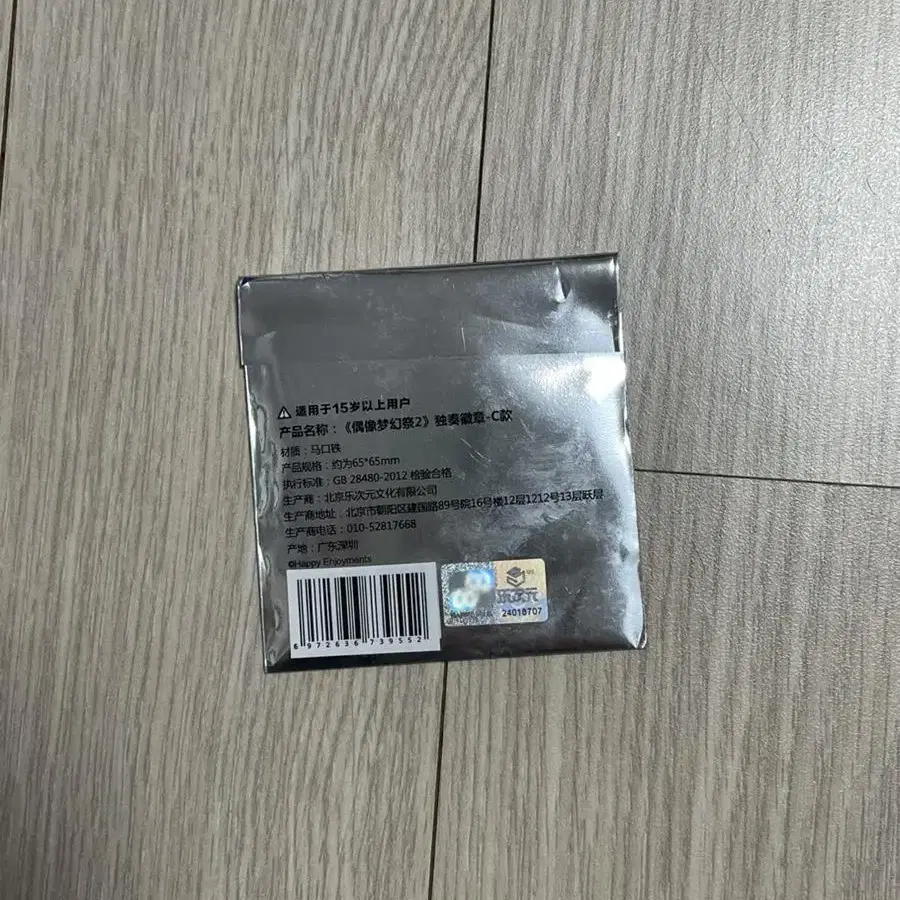 适用于15岁以上用户
产品名称：《偶像梦幻祭2》独奏徽章-C款
材质：马口铁
产品规格：约为65*65mm
执行标准：GB 28480-2012 检验合格
生产商：北京乐次元文化有限公司
生产商地址：北京市朝阳区建国路89号院16号楼12层1212号13层跃层
生产商电话：010-52817668
产地：广东深圳
©Happy Enjoyments
6972636739552
24018707